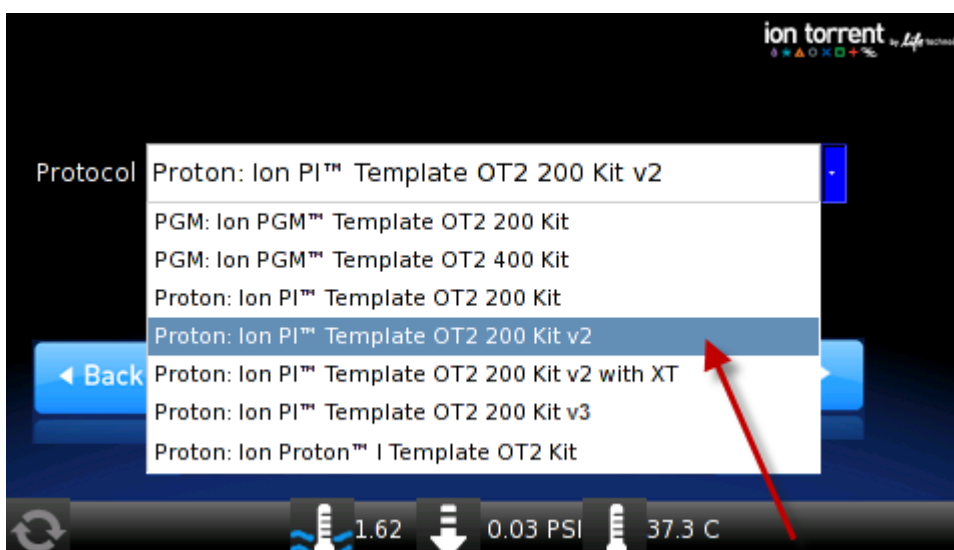 ion torrent
by life techno
Protocol Proton: Ion PI™ Template OT2 200 Kit v2
PGM: Ion PGM™ Template OT2 200 Kit
PGM: Ion PGM™ Template OT2 400 Kit
Proton: Ion PI™ Template OT2 200 Kit
Proton: Ion PI™ Template OT2 200 Kit v2
Back
Proton: Ion PI™ Template OT2 200 Kit v2 with XT
Proton: Ion PI™ Template OT2 200 Kit v3
Proton: Ion Proton™ I Template OT2 Kit
1.62 0.03 PSI 37.3 C